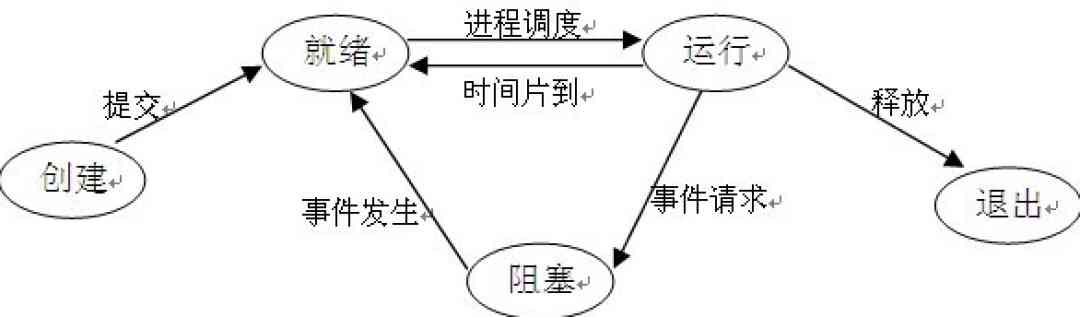 进程调度
就绪
运行
时间片到
提交
释放
创建
事件发生
事件请求
退出
阻塞